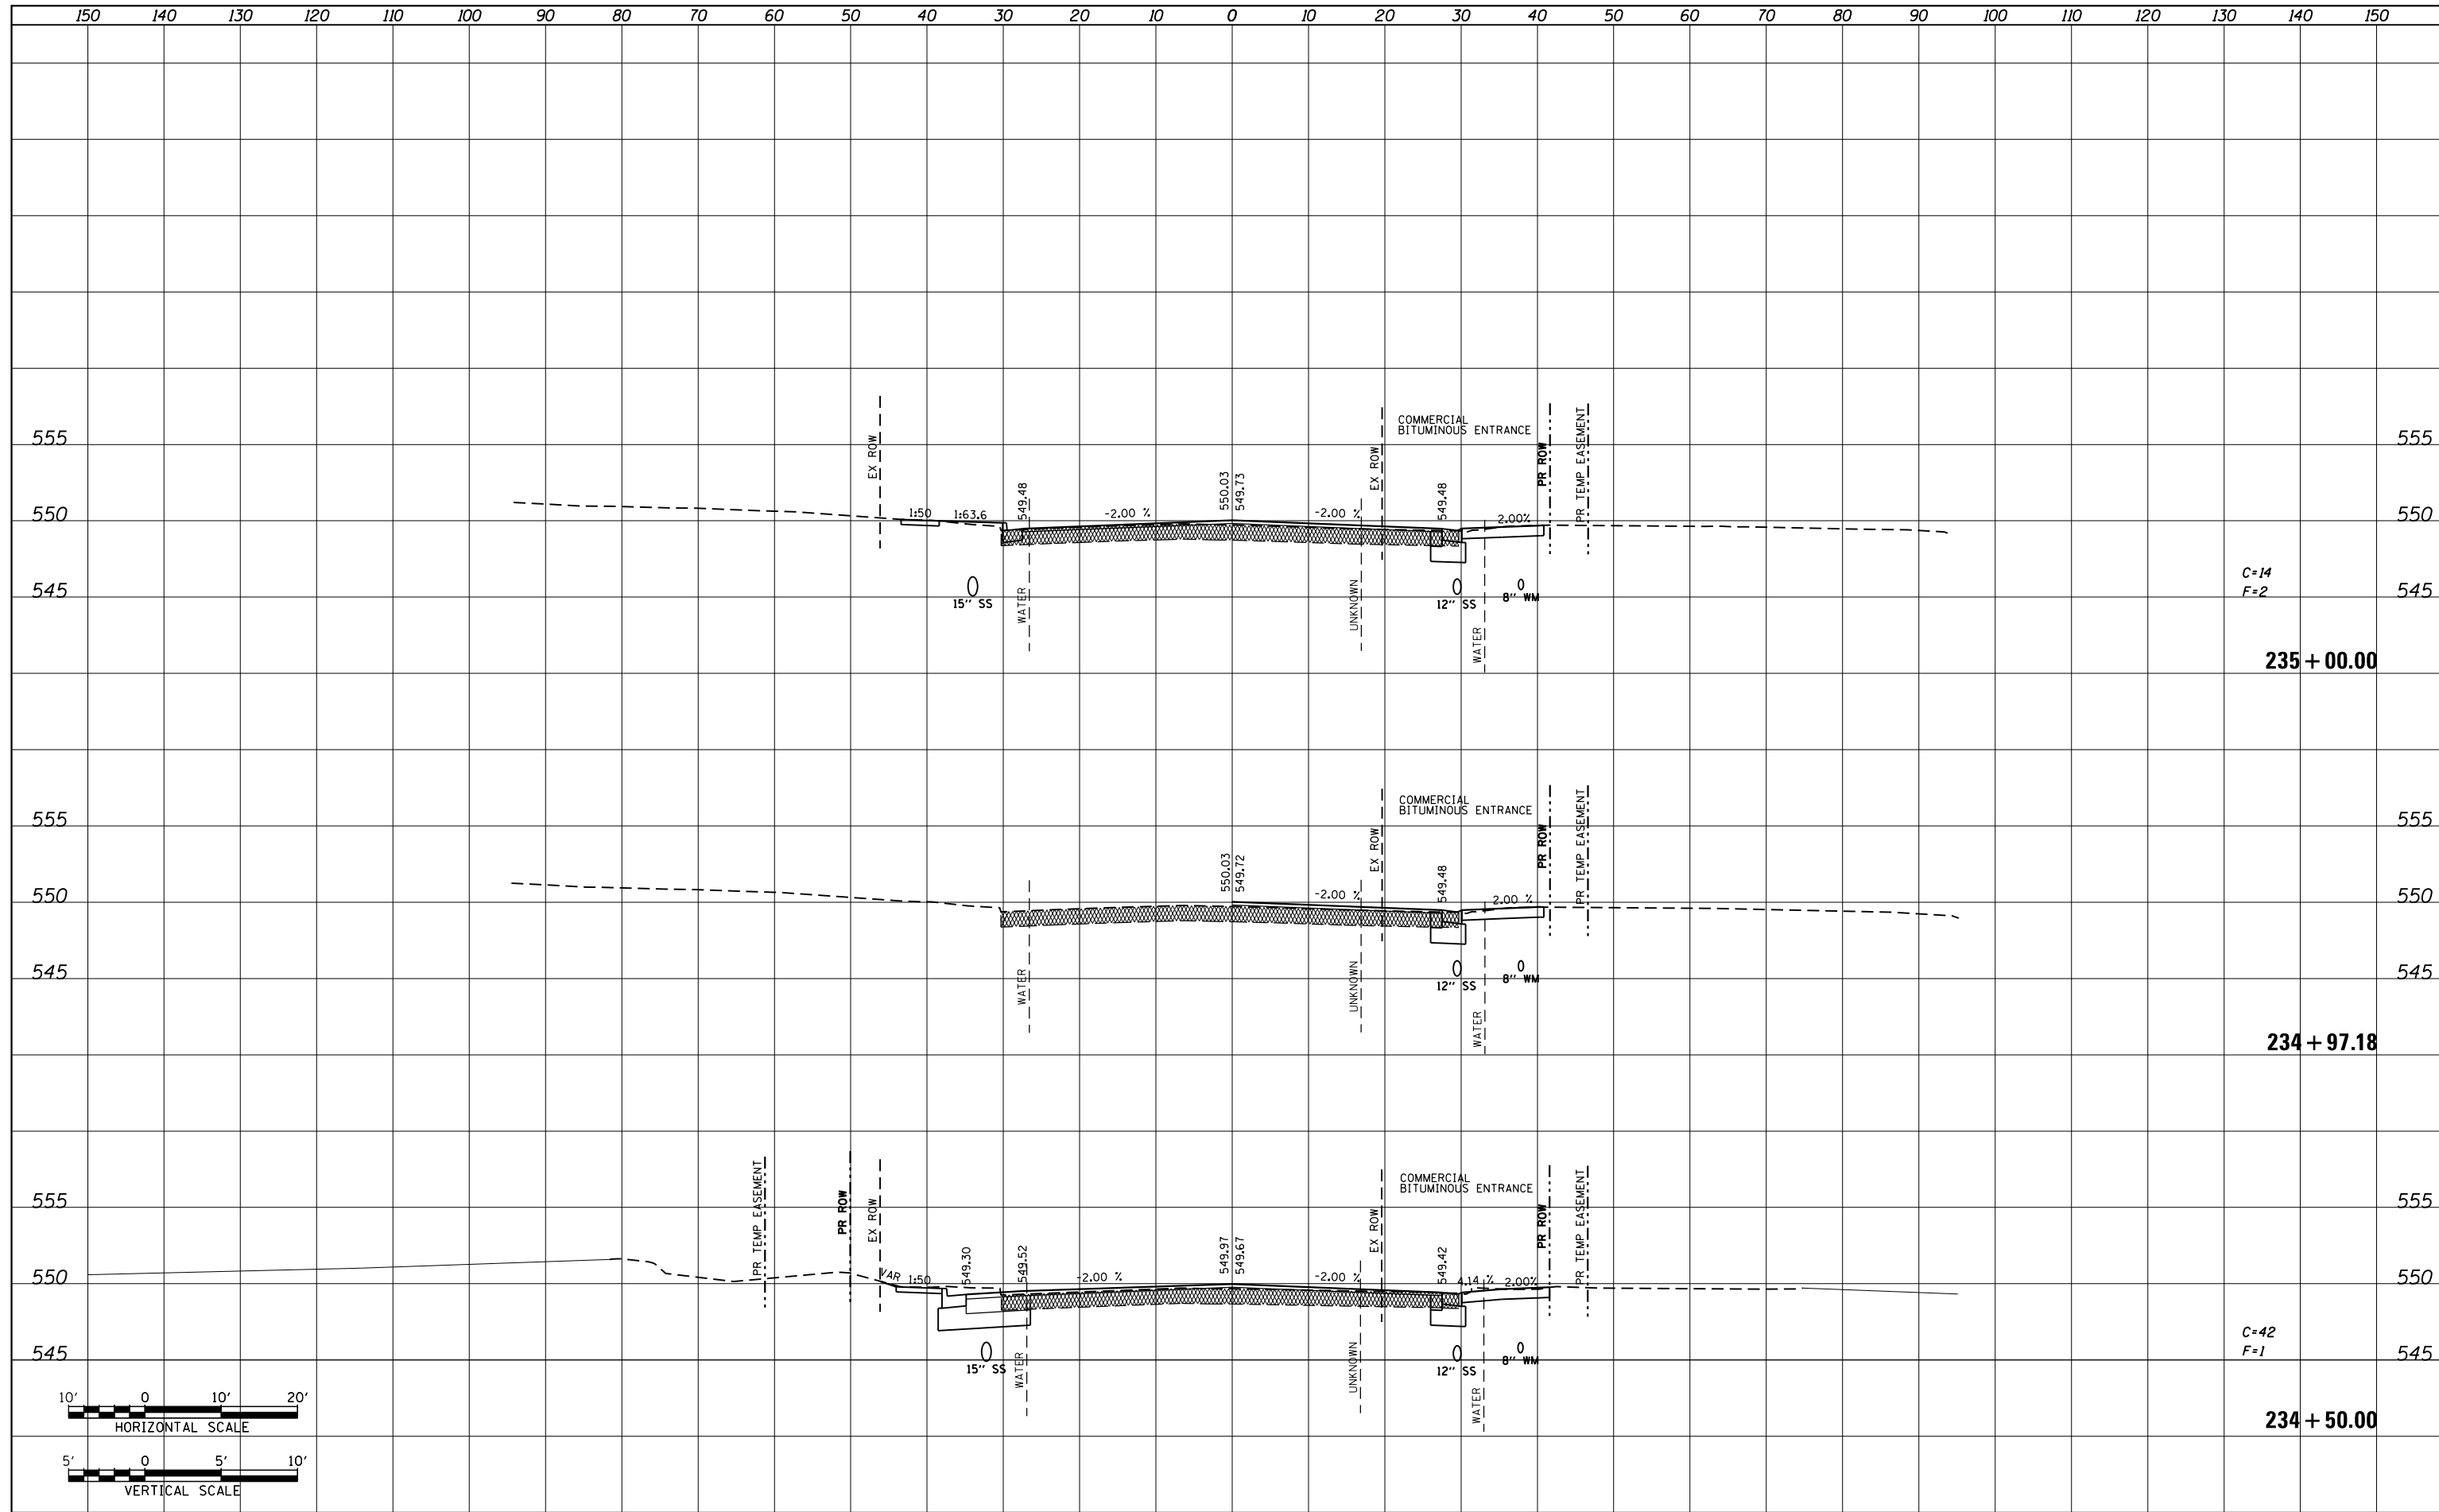 150 140 130 120 110 100 90 80 70 60 50 40 30 20 10 0 10 20 30 40 50 60 70 80 90 100 110 120 130 140 150
EX ROW
EX ROW
COMMERCIAL
BITUMINOUS ENTRANCE
PR ROW
PR TEMP EASEMENT
555 555
549.48
550.03
549.73
549.48
550 1:50 1:63.6 -2.00 % -2.00 % 2.00% 550
C=14
F=2
545 15'' SS WATER UNKNOWN 12'' SS 8'' WM 545
WATER
235+00.00
COMMERCIAL
BITUMINOUS ENTRANCE
EX ROW
PR ROW
PR TEMP EASEMENT
555 555
550.03
549.72
549.48
550 -2.00 % 2.00 % 550
545 WATER UNKNOWN 12'' SS 8'' WM 545
WATER
234+97.18
PR TEMP EASEMENT
PR ROW
EX ROW
EX ROW
COMMERCIAL
BITUMINOUS ENTRANCE
PR ROW
PR TEMP EASEMENT
555 555
549.30
549.52
549.97
549.67
549.42
550 VAR 1:50 -2.00 % -2.00 % 4.14 % 2.00% 550
C=42
F=1
545 15'' SS WATER UNKNOWN 12'' SS 8'' WM 545
WATER
234+50.00
10' 0 10' 20'
HORIZONTAL SCALE
5' 0 5' 10'
VERTICAL SCALE